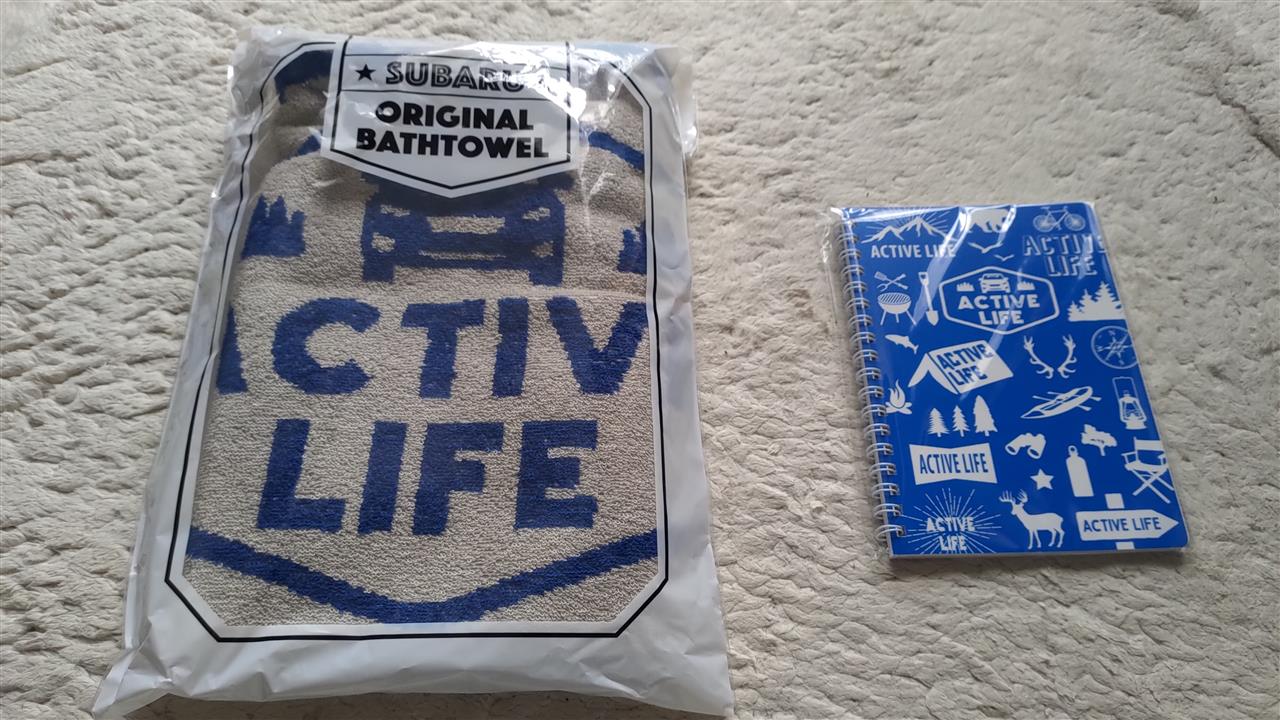 ★ SUBARU
ORIGINAL
BATHTOWEL
ACTIV
LIFE
ACTIVE LIFE
ACTIVE
LIFE
ACTIVE
LIFE
ACTIVE
LIFE
ACTIVE LIFE
ACTIVE
LIFE
ACTIVE LIFE